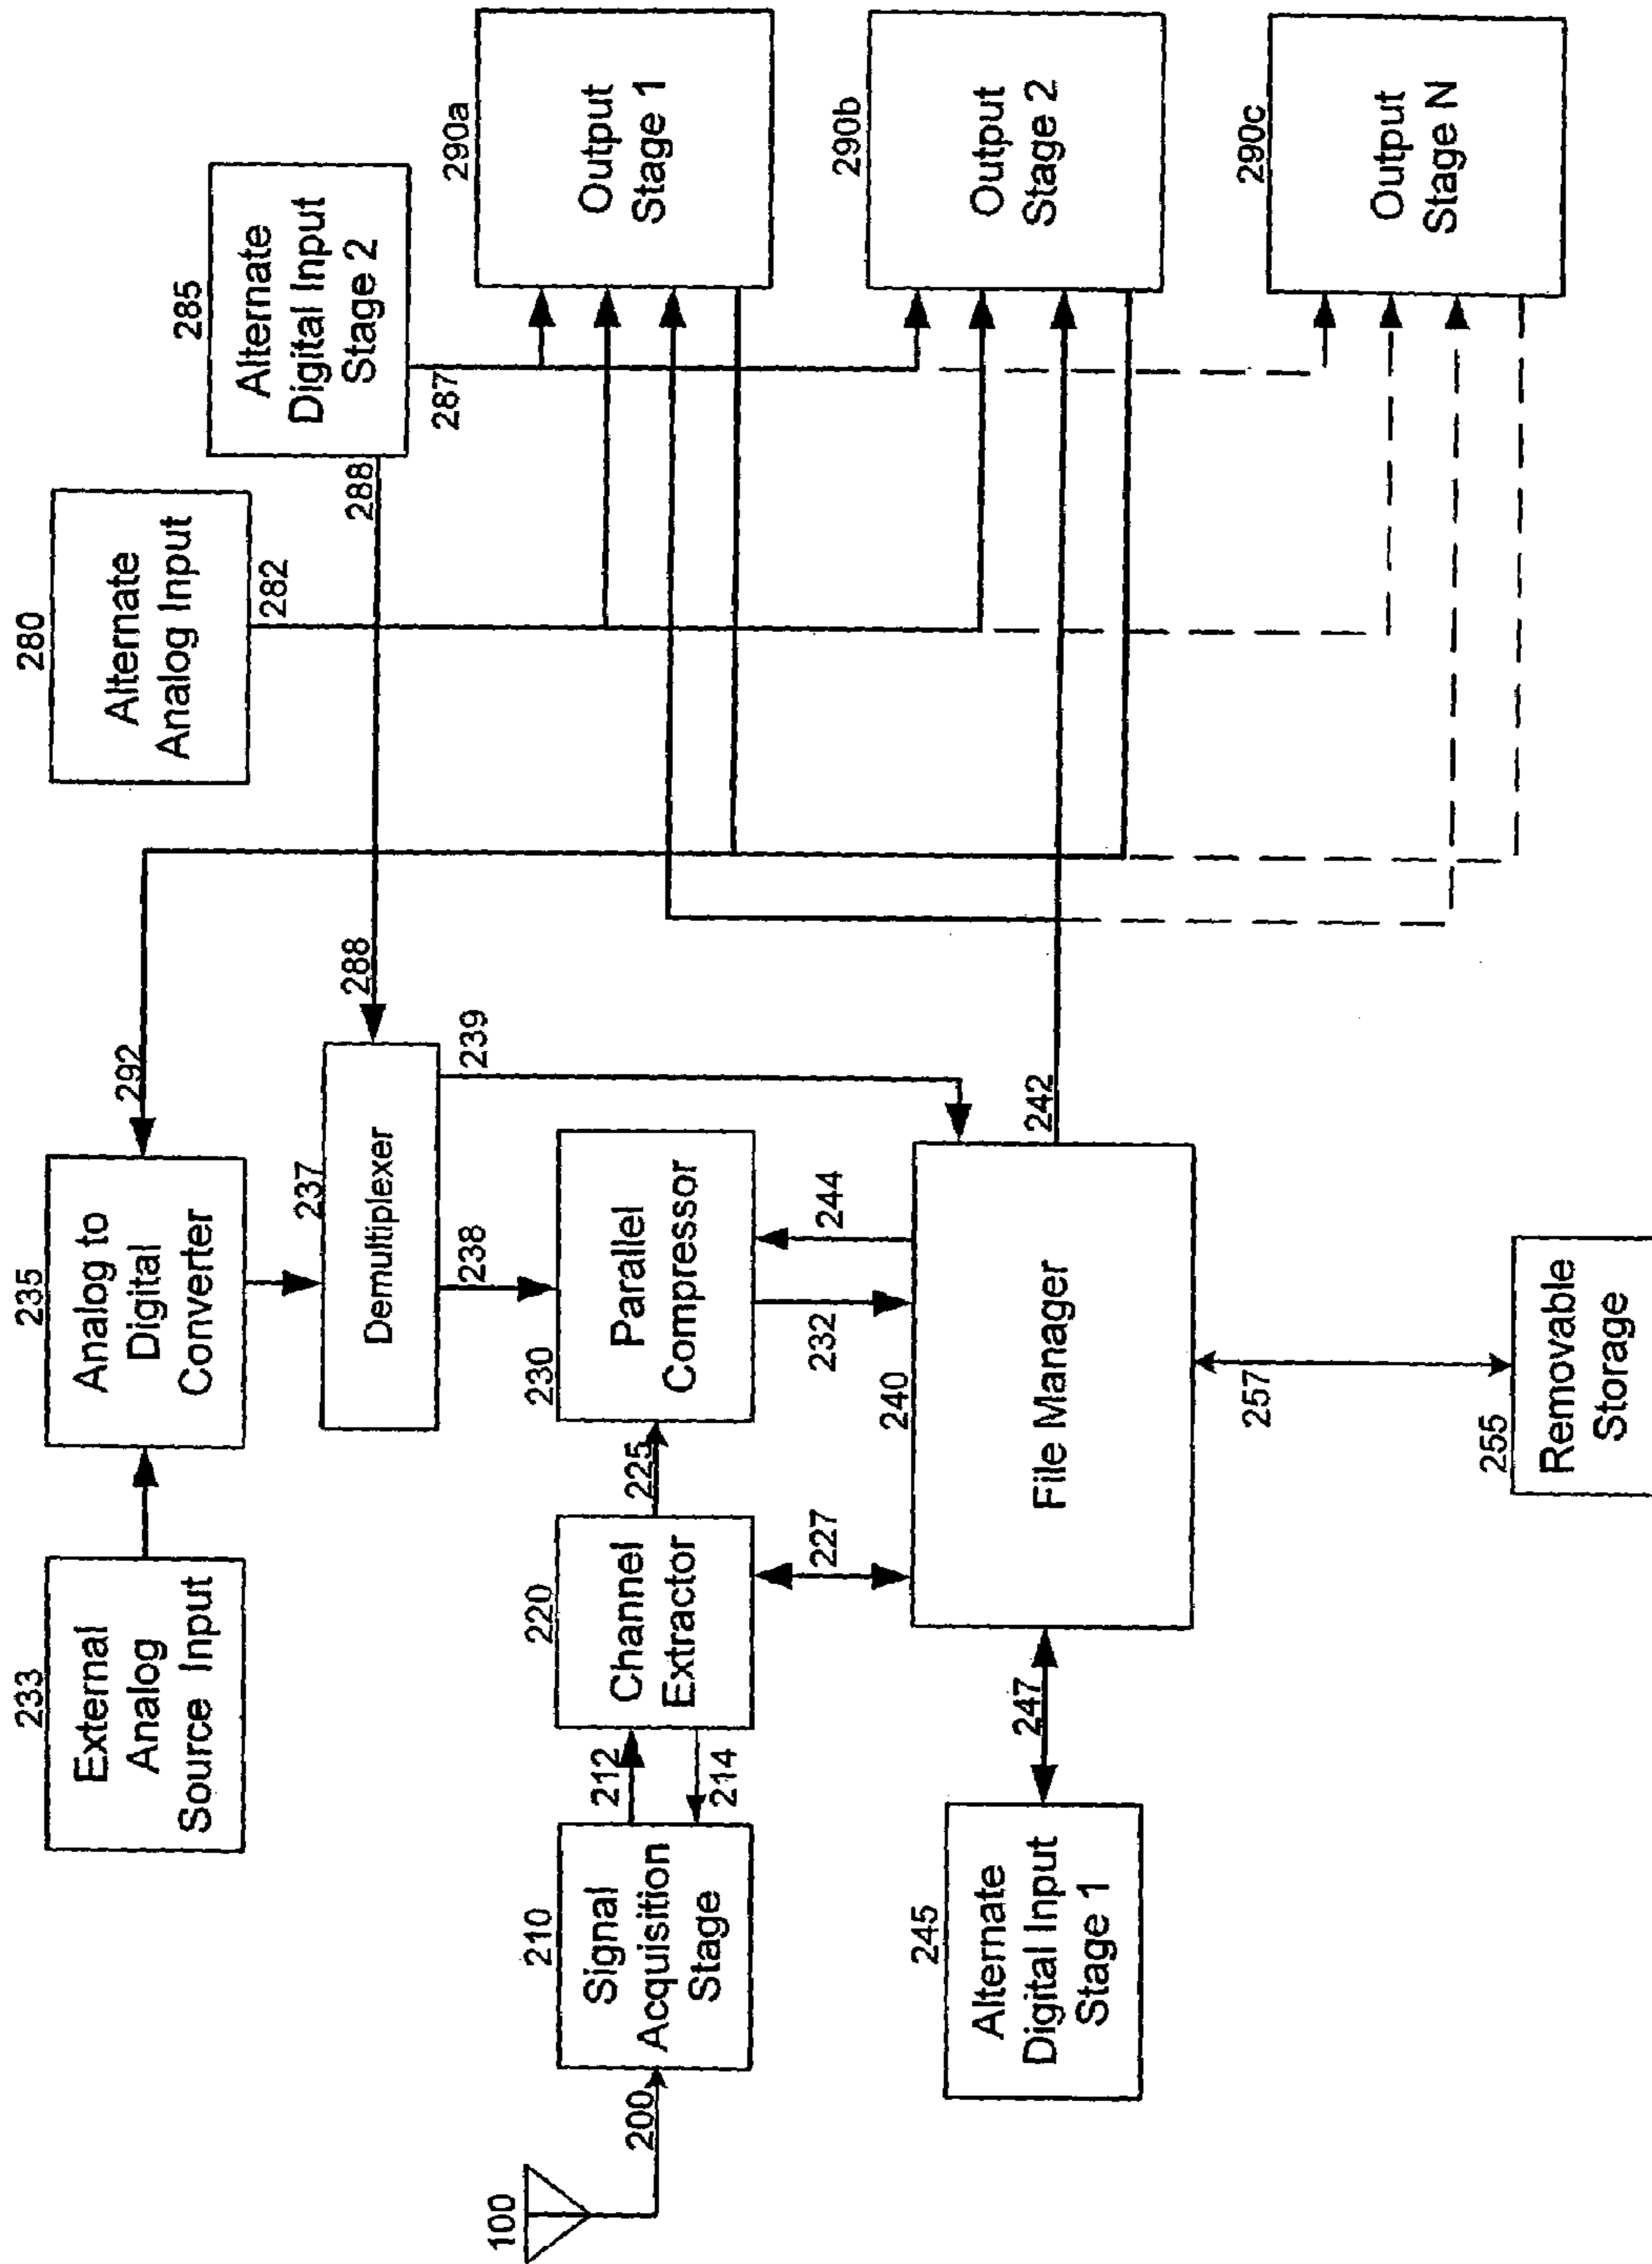 280
Alternate
Analog Input
282
285
Alternate
Digital Input
Stage 2
287
288
288
290a
Output
Stage 1
290b
Output
Stage 2
290c
Output
Stage N
292
233
External
Analog
Source Input
235
Analog to
Digital
Converter
237
Demultiplexer
238
239
100
200
210
Signal
Acquisition
Stage
212
214
220
Channel
Extractor
225
227
230
Parallel
Compressor
232
244
240
File Manager
242
245
Alternate
Digital Input
Stage 1
247
255
Removable
Storage
257